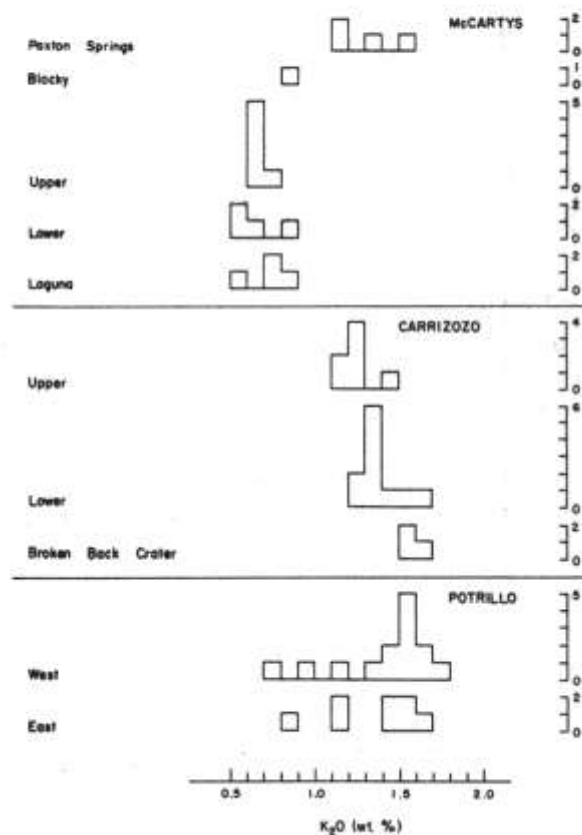 McCARTYS
2
Paxton Springs
0
1
Blocky
0
5
Upper
0
2
Lower
0
2
Laguna
0
CARRIZOZO
4
Upper
0
6
Lower
0
2
Broken Back Crater
0
POTRILLO
5
West
0
2
East
0
0.5 1.0 1.5 2.0
K₂O (wt. %)